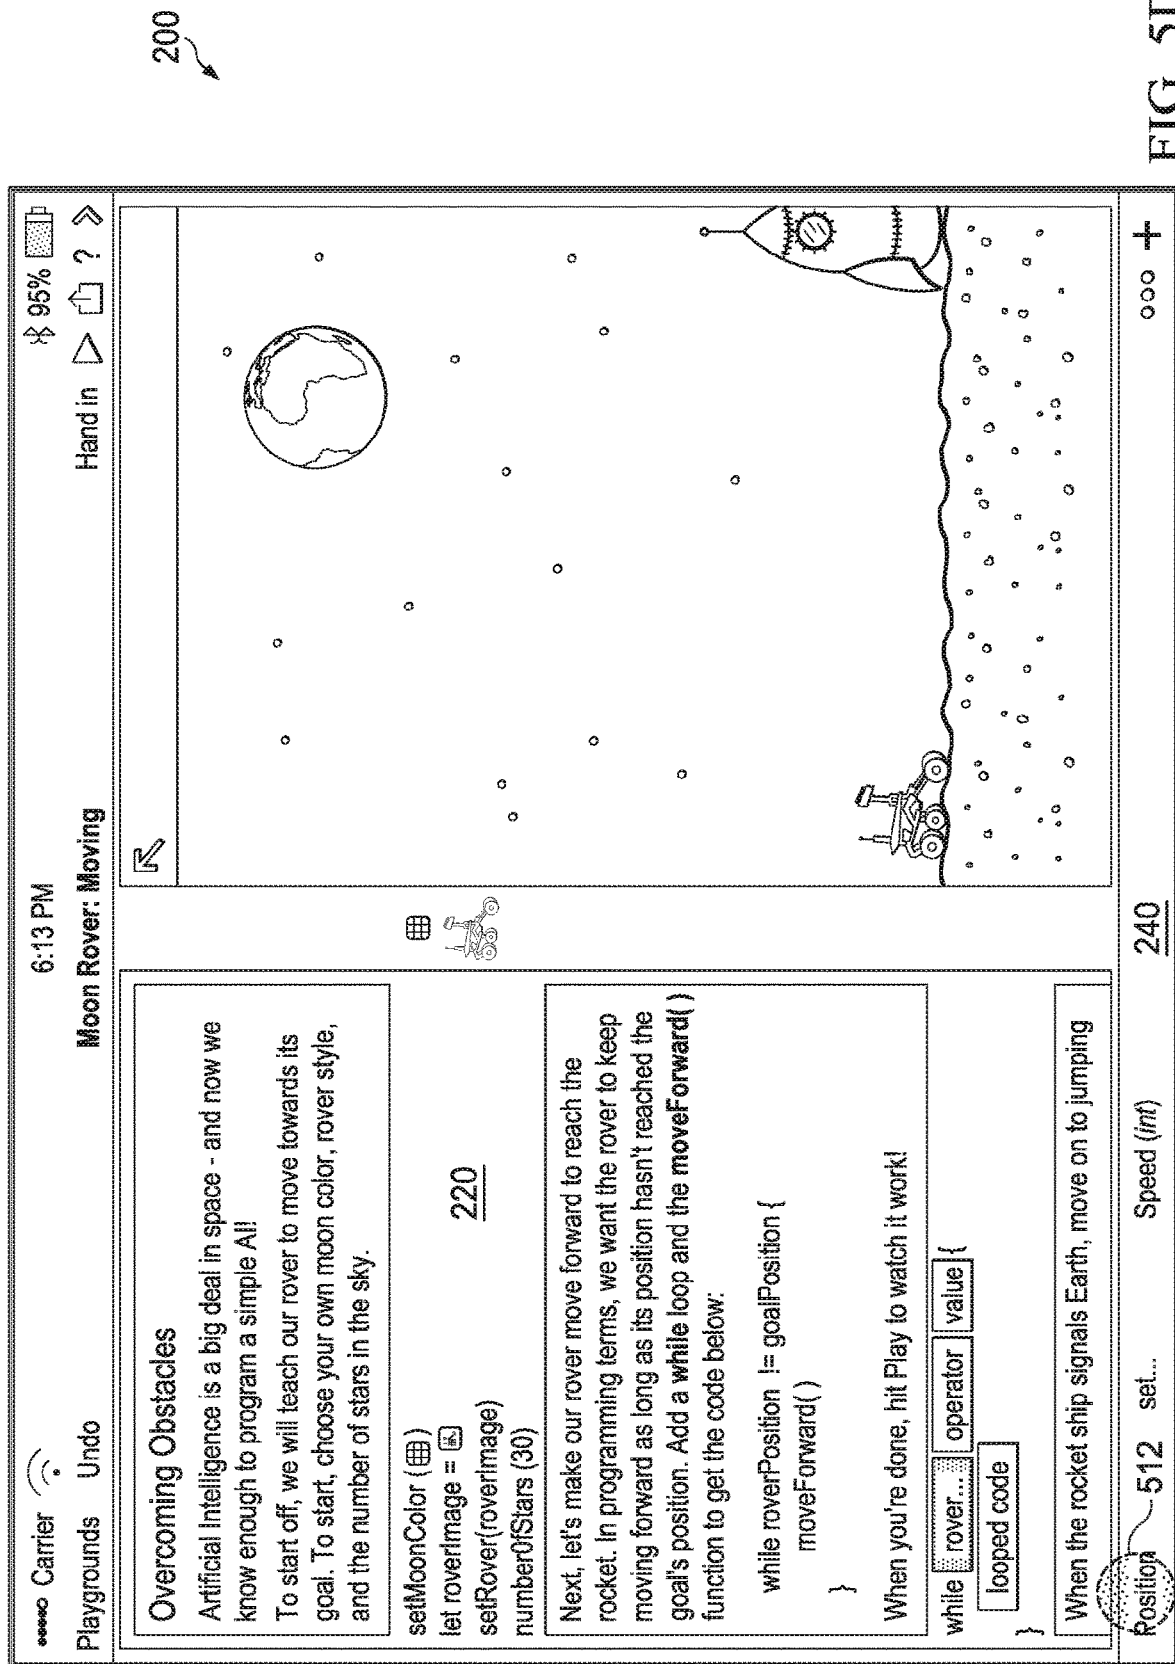 Carrier 6:13 PM 95%
Playgrounds Undo Moon Rover: Moving Hand in ?
Overcoming Obstacles
Artificial Intelligence is a big deal in space - and now we
know enough to program a simple AI!
To start off, we will teach our rover to move towards its
goal. To start, choose your own moon color, rover style,
and the number of stars in the sky.
setMoonColor ( )
let roverImage =
setRover(roverImage)
number0fStars (30)
220
Next, let's make our rover move forward to reach the
rocket. In programming terms, we want the rover to keep
moving forward as long as its position hasn't reached the
goal's position. Add a while loop and the moveForward( )
function to get the code below:
while roverPosition != goalPosition {
moveForward( )
}
When you're done, hit Play to watch it work!
while rover... operator value {
looped code
}
When the rocket ship signals Earth, move on to jumping
Position 512 set... Speed (int) 240 +
200
FIG.